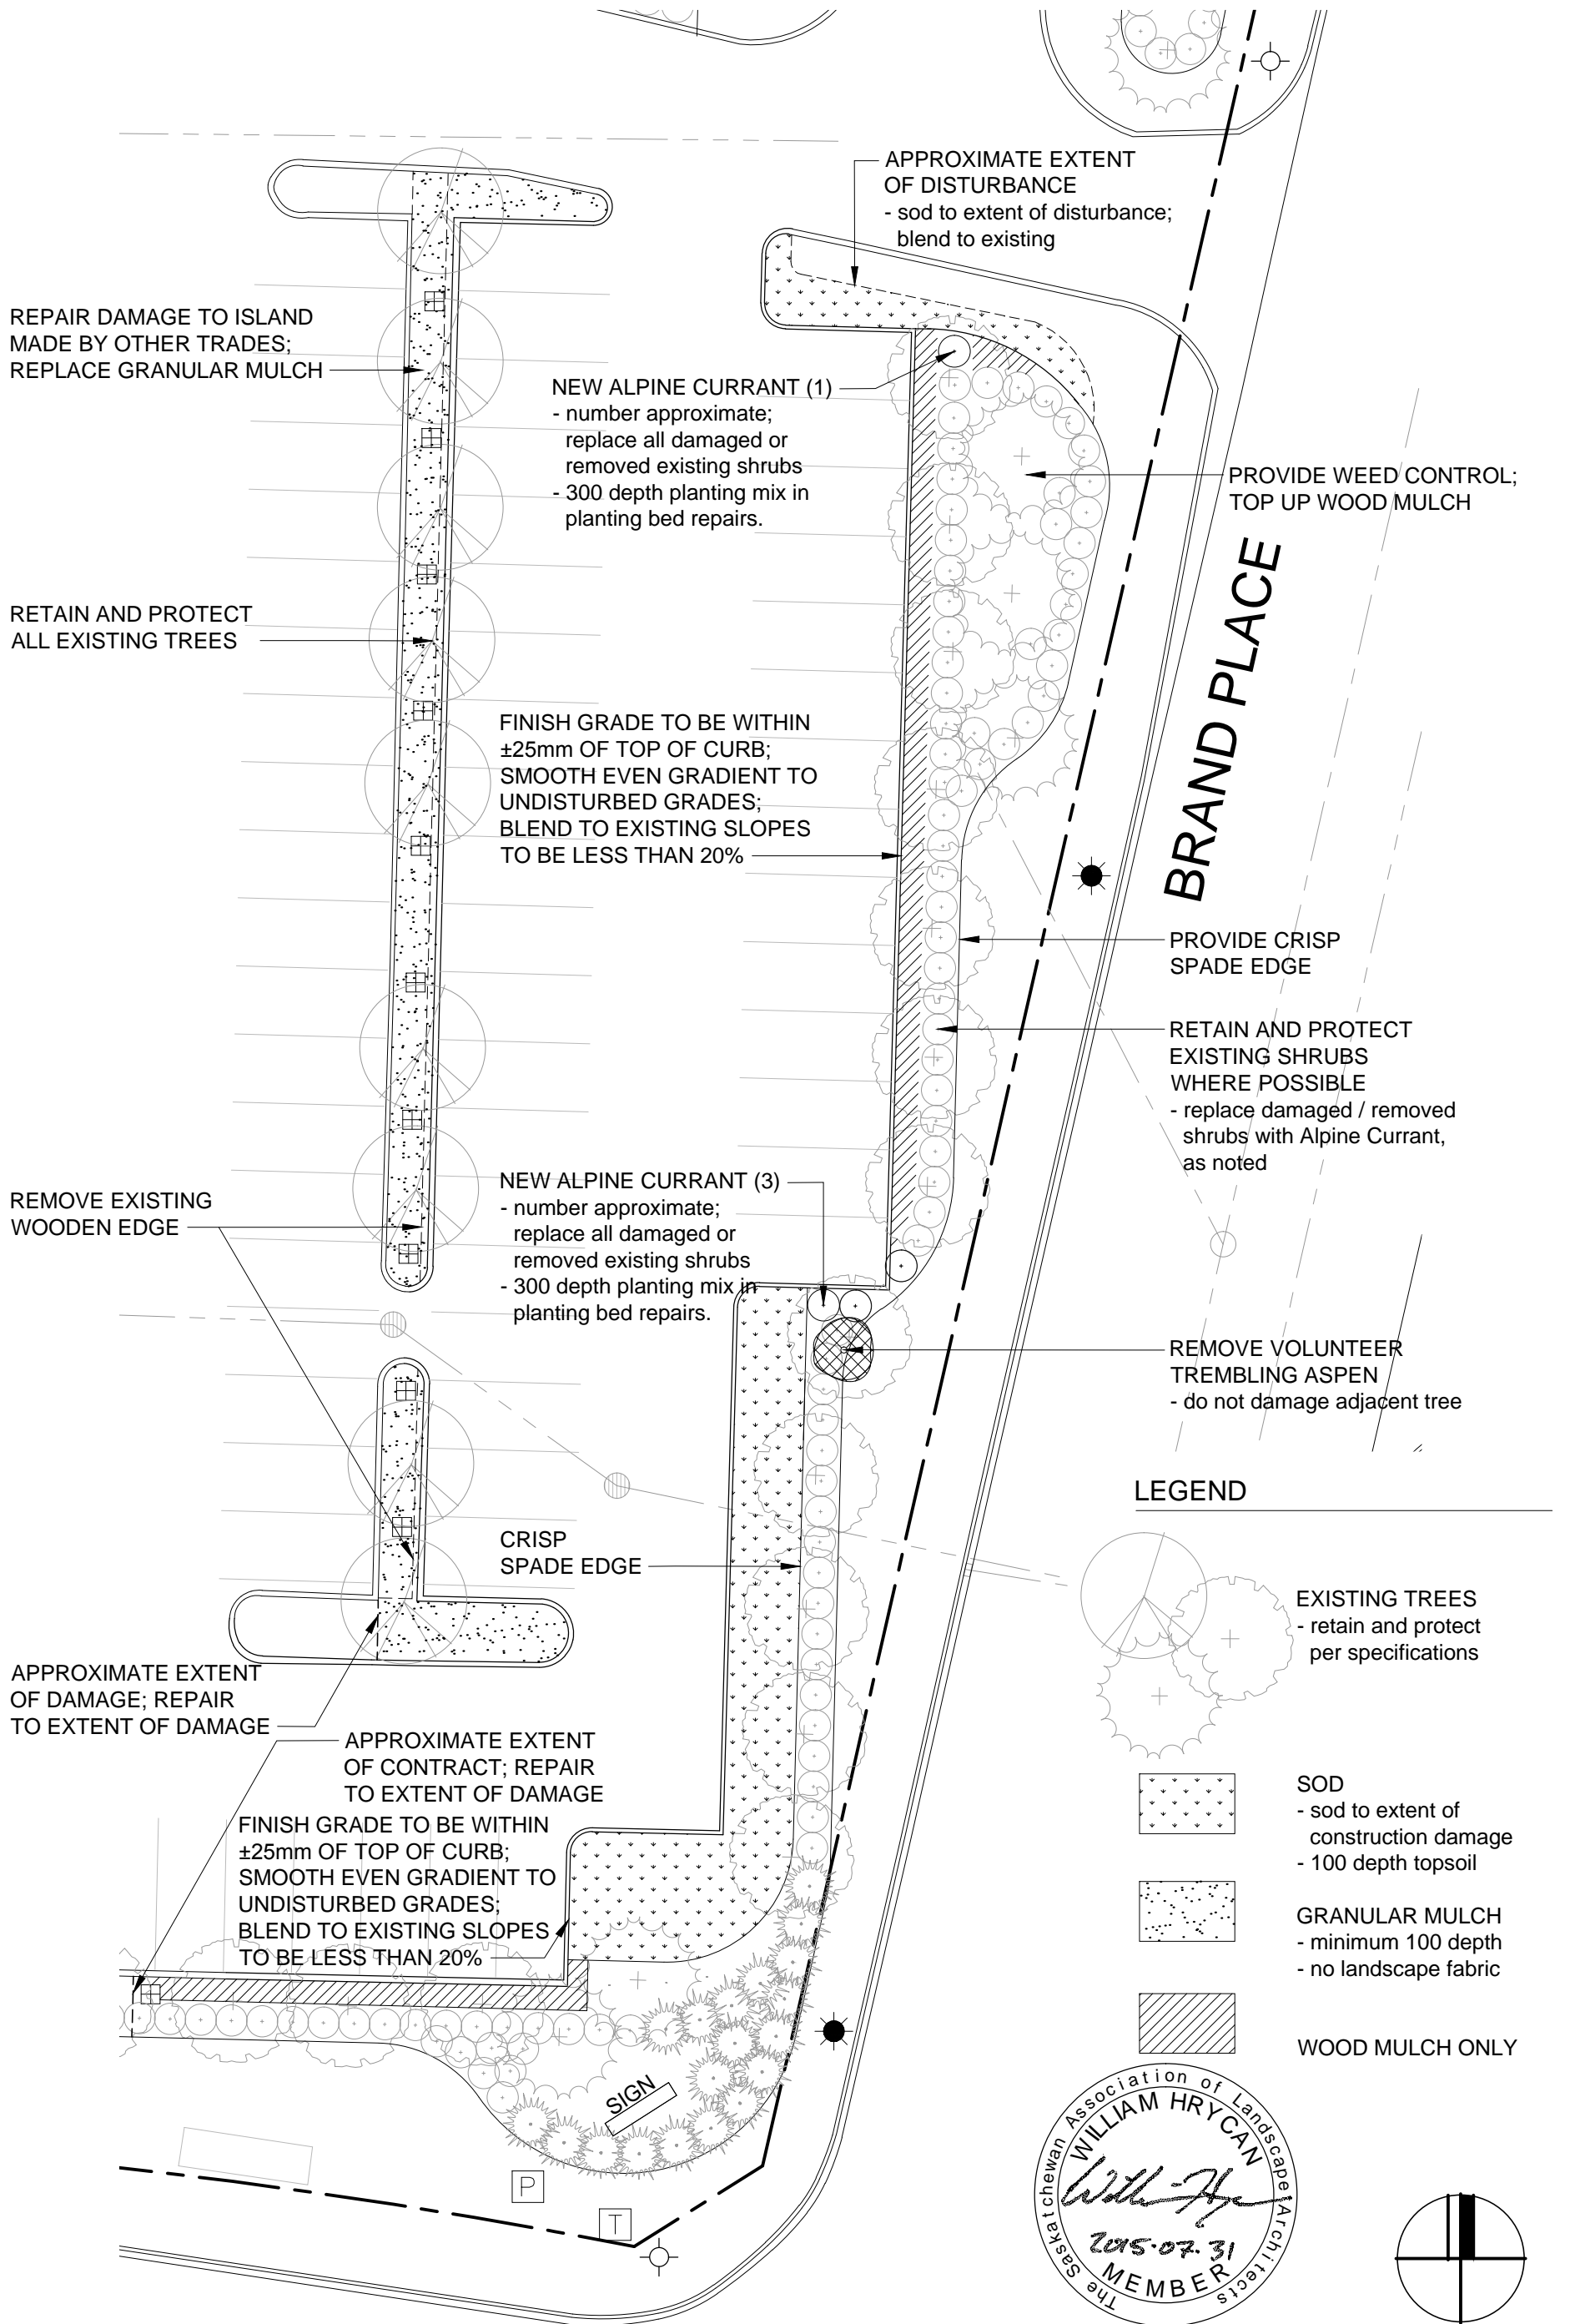 APPROXIMATE EXTENT
OF DISTURBANCE
- sod to extent of disturbance;
blend to existing
REPAIR DAMAGE TO ISLAND
MADE BY OTHER TRADES;
REPLACE GRANULAR MULCH
NEW ALPINE CURRANT (1)
- number approximate;
replace all damaged or
removed existing shrubs
- 300 depth planting mix in
planting bed repairs.
PROVIDE WEED CONTROL;
TOP UP WOOD MULCH
BRAND PLACE
RETAIN AND PROTECT
ALL EXISTING TREES
FINISH GRADE TO BE WITHIN
±25mm OF TOP OF CURB;
SMOOTH EVEN GRADIENT TO
UNDISTURBED GRADES;
BLEND TO EXISTING SLOPES
TO BE LESS THAN 20%
PROVIDE CRISP
SPADE EDGE
RETAIN AND PROTECT
EXISTING SHRUBS
WHERE POSSIBLE
- replace damaged / removed
shrubs with Alpine Currant,
as noted
REMOVE EXISTING
WOODEN EDGE
NEW ALPINE CURRANT (3)
- number approximate;
replace all damaged or
removed existing shrubs
- 300 depth planting mix in
planting bed repairs.
REMOVE VOLUNTEER
TREMBLING ASPEN
- do not damage adjacent tree
CRISP
SPADE EDGE
APPROXIMATE EXTENT
OF DAMAGE; REPAIR
TO EXTENT OF DAMAGE
APPROXIMATE EXTENT
OF CONTRACT; REPAIR
TO EXTENT OF DAMAGE
FINISH GRADE TO BE WITHIN
±25mm OF TOP OF CURB;
SMOOTH EVEN GRADIENT TO
UNDISTURBED GRADES;
BLEND TO EXISTING SLOPES
TO BE LESS THAN 20%
SIGN
P
T
LEGEND
EXISTING TREES
- retain and protect
per specifications
SOD
- sod to extent of
construction damage
- 100 depth topsoil
GRANULAR MULCH
- minimum 100 depth
- no landscape fabric
WOOD MULCH ONLY
The Saskatchewan Association of Landscape Architects
WILLIAM HRYCAN
2015·07·31
MEMBER